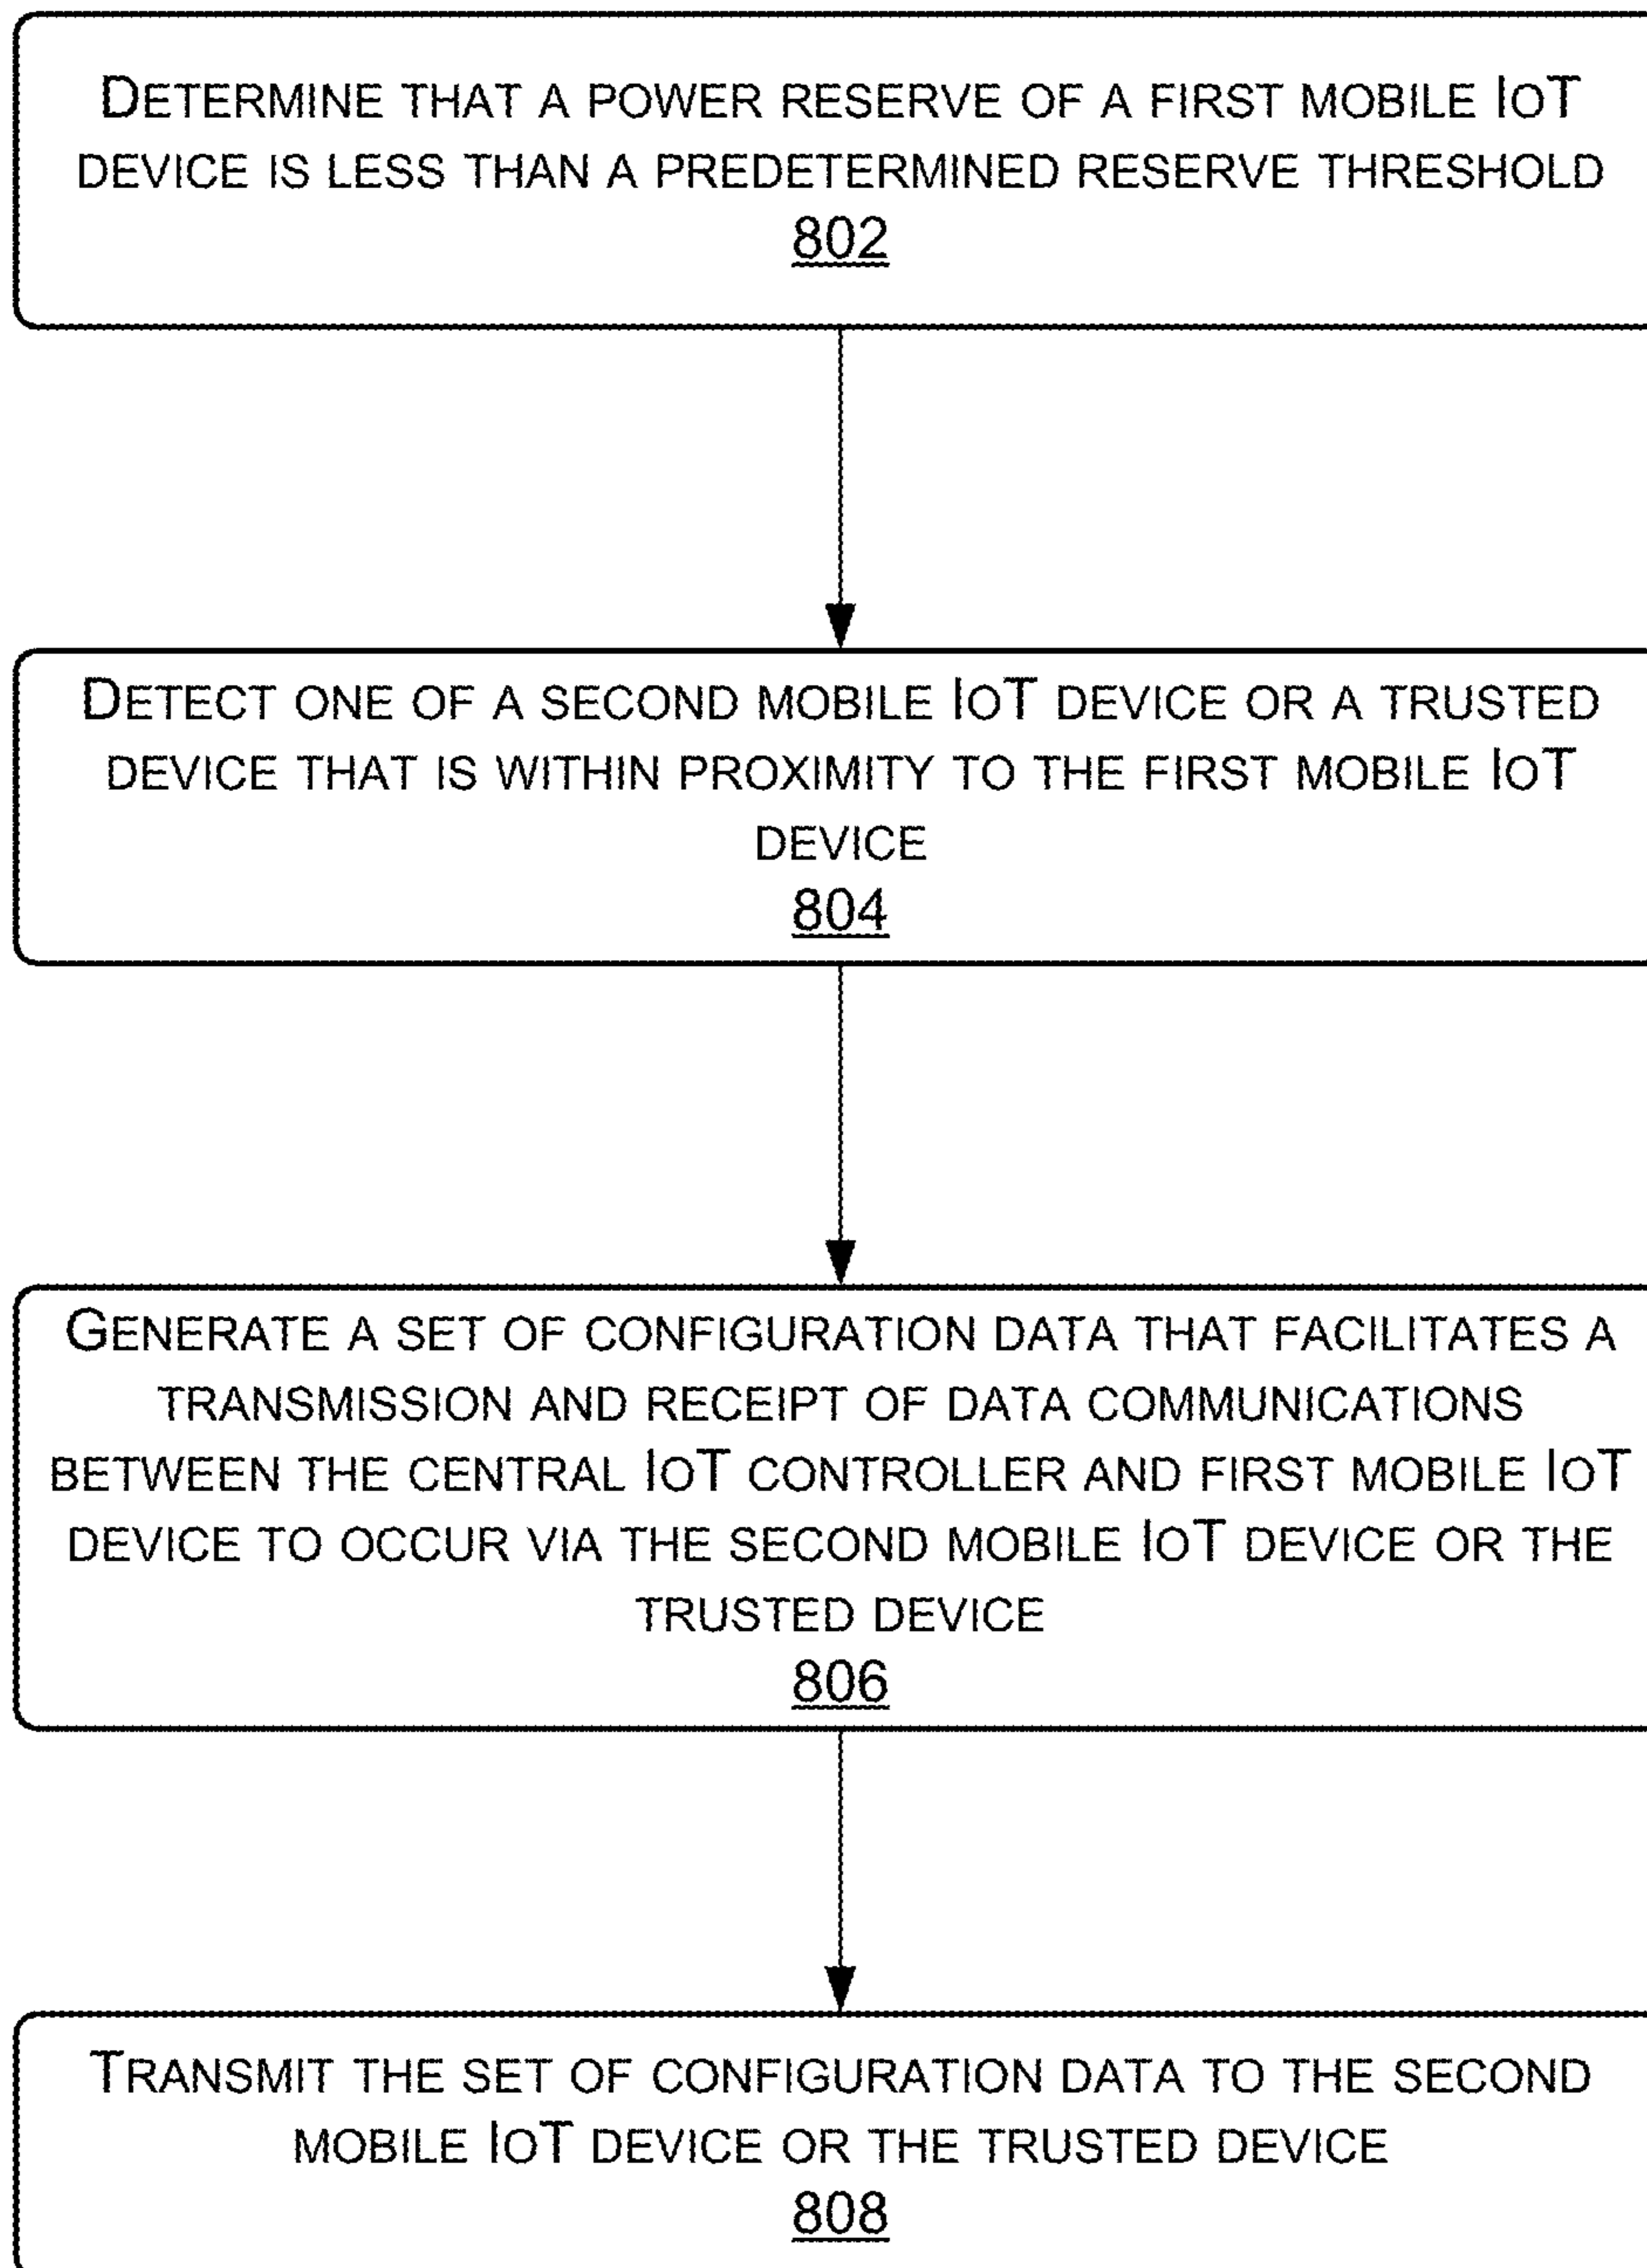 DETERMINE THAT A POWER RESERVE OF A FIRST MOBILE IOT
DEVICE IS LESS THAN A PREDETERMINED RESERVE THRESHOLD
802
DETECT ONE OF A SECOND MOBILE IOT DEVICE OR A TRUSTED
DEVICE THAT IS WITHIN PROXIMITY TO THE FIRST MOBILE IOT
DEVICE
804
GENERATE A SET OF CONFIGURATION DATA THAT FACILITATES A
TRANSMISSION AND RECEIPT OF DATA COMMUNICATIONS
BETWEEN THE CENTRAL IOT CONTROLLER AND FIRST MOBILE IOT
DEVICE TO OCCUR VIA THE SECOND MOBILE IOT DEVICE OR THE
TRUSTED DEVICE
806
TRANSMIT THE SET OF CONFIGURATION DATA TO THE SECOND
MOBILE IOT DEVICE OR THE TRUSTED DEVICE
808